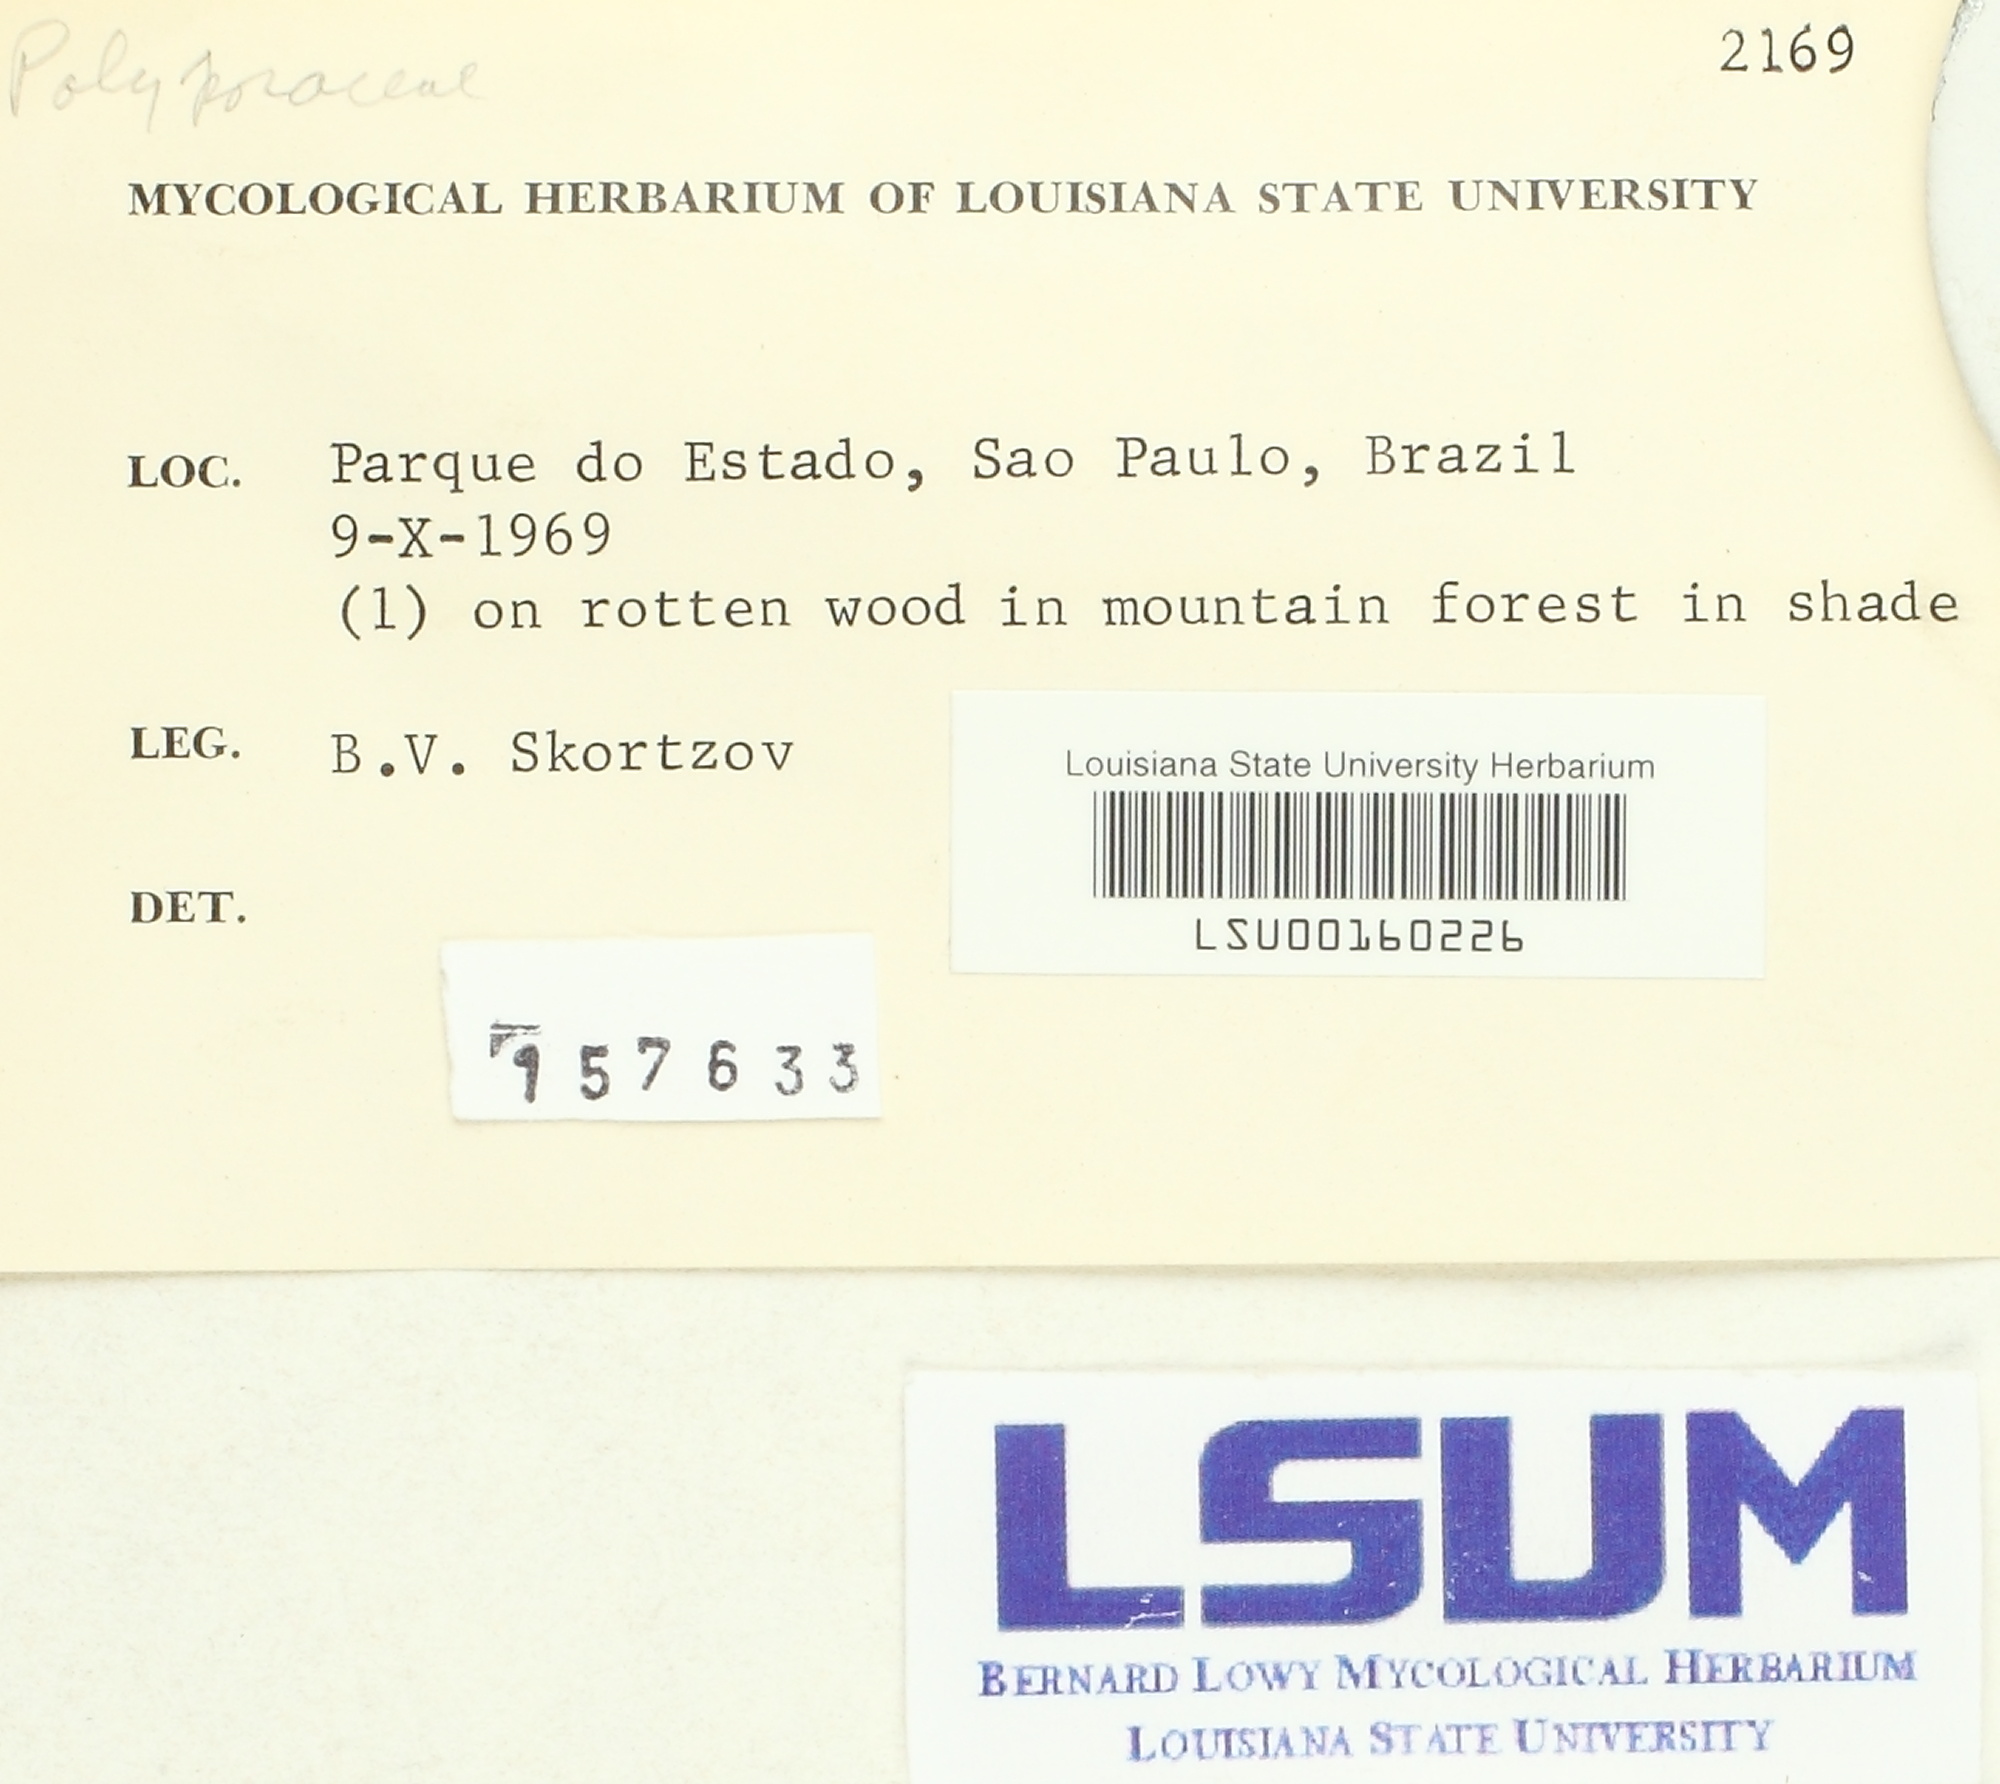 Polyporaceae
2169
MYCOLOGICAL HERBARIUM OF LOUISIANA STATE UNIVERSITY
LOC. Parque do Estado, Sao Paulo, Brazil
9-X-1969
(1) on rotten wood in mountain forest in shade
LEG. B.V. Skortzov
Louisiana State University Herbarium
LSU00160226
DET.
157633
LSUM
BERNARD LOWY MYCOLOGICAL HERBARIUM
LOUISIANA STATE UNIVERSITY